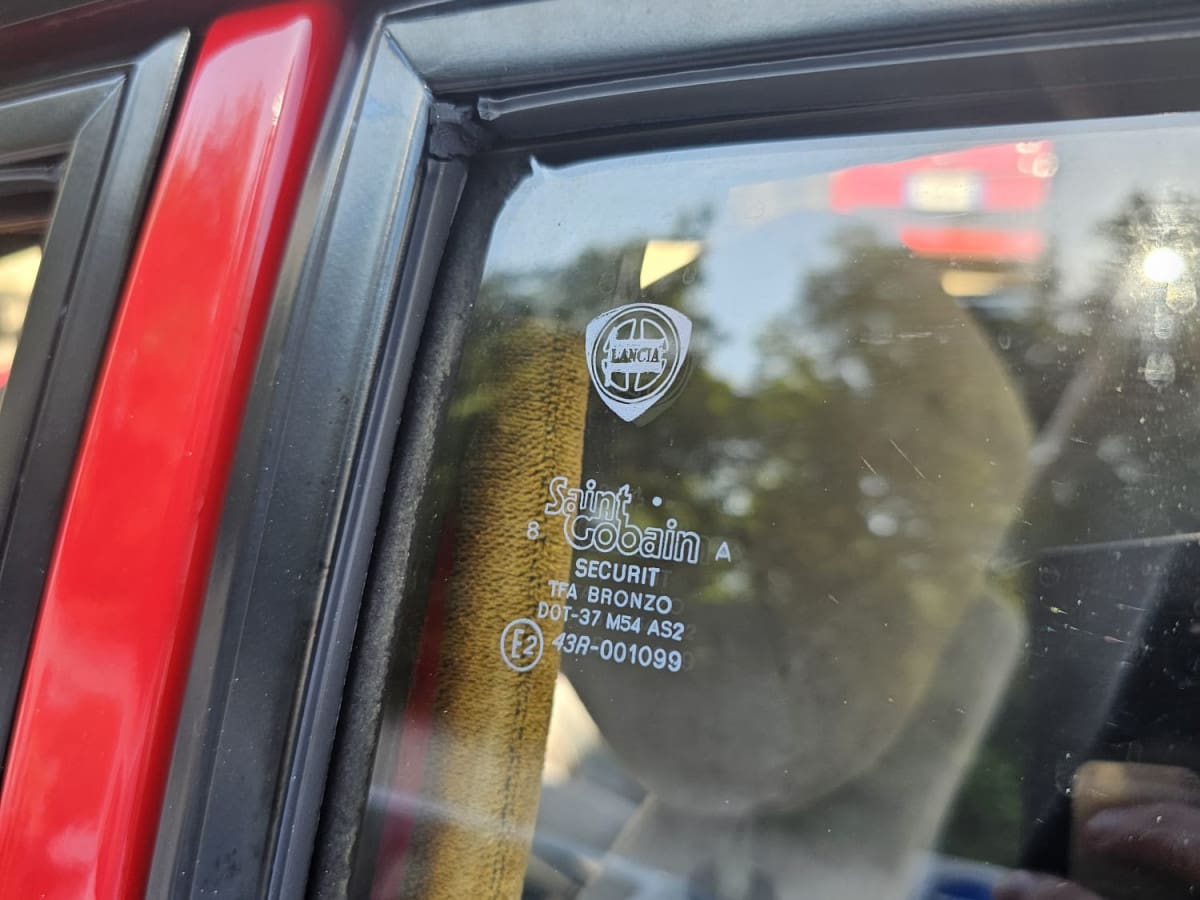 LANCIA
Saint
8 Gobain A
SECURIT
TFA BRONZO
DOT-37 M54 AS2
E2 43R-001099